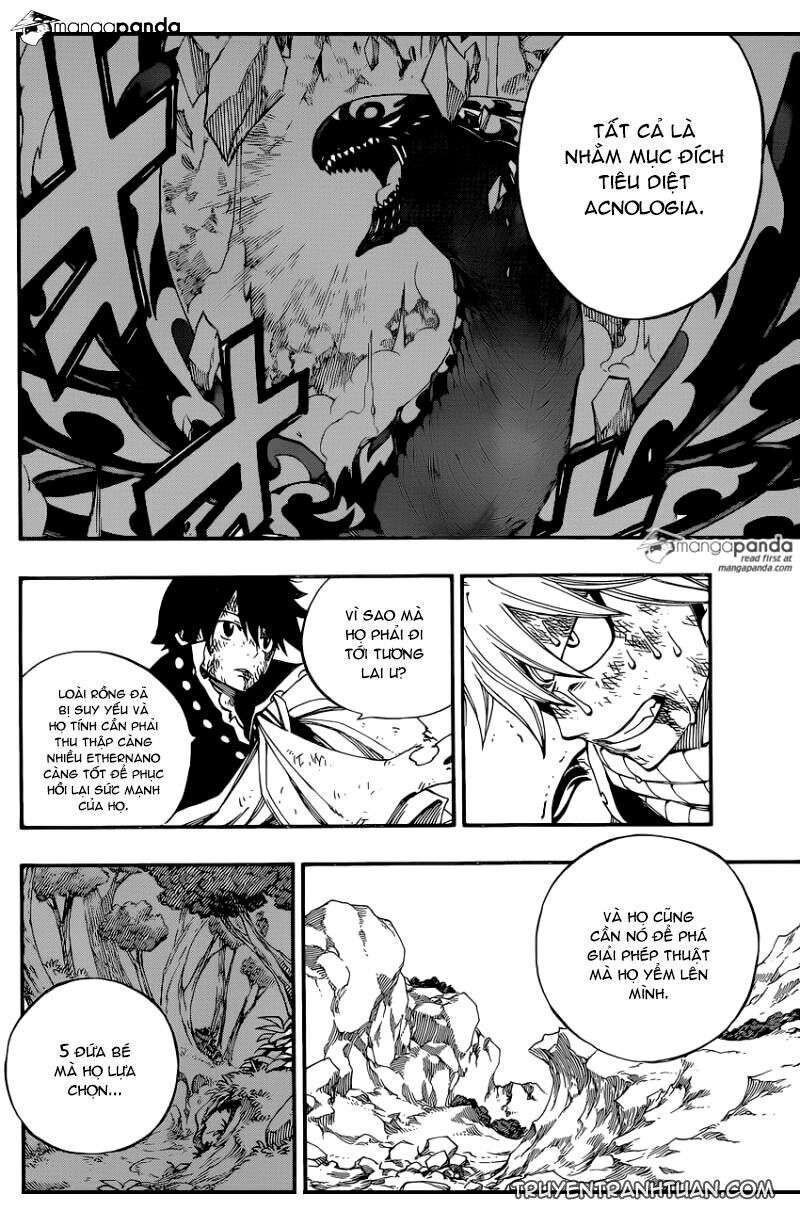 mangapanda
TẤT CẢ LÀ
NHẰM MỤC ĐÍCH
TIÊU DIỆT
ACNOLOGIA.
mangapanda
read first at
mangapanda.com
VÌ SAO MÀ
HỌ PHẢI ĐI
TỚI TƯƠNG
LAI Ư?
LOÀI RỒNG ĐÃ
BỊ SUY YẾU VÀ
HỌ TÍNH CẦN PHẢI
THU THẬP CÀNG
NHIỀU ETHERNANO
CÀNG TỐT ĐỂ PHỤC
HỒI LẠI SỨC MẠNH
CỦA HỌ.
VÀ HỌ CŨNG
CẦN NÓ ĐỂ PHÁ
GIẢI PHÉP THUẬT
MÀ HỌ YỂM LÊN
MÌNH.
5 ĐỨA BÉ
MÀ HỌ LỰA
CHỌN...
TRUYENTRANHTUAN.COM